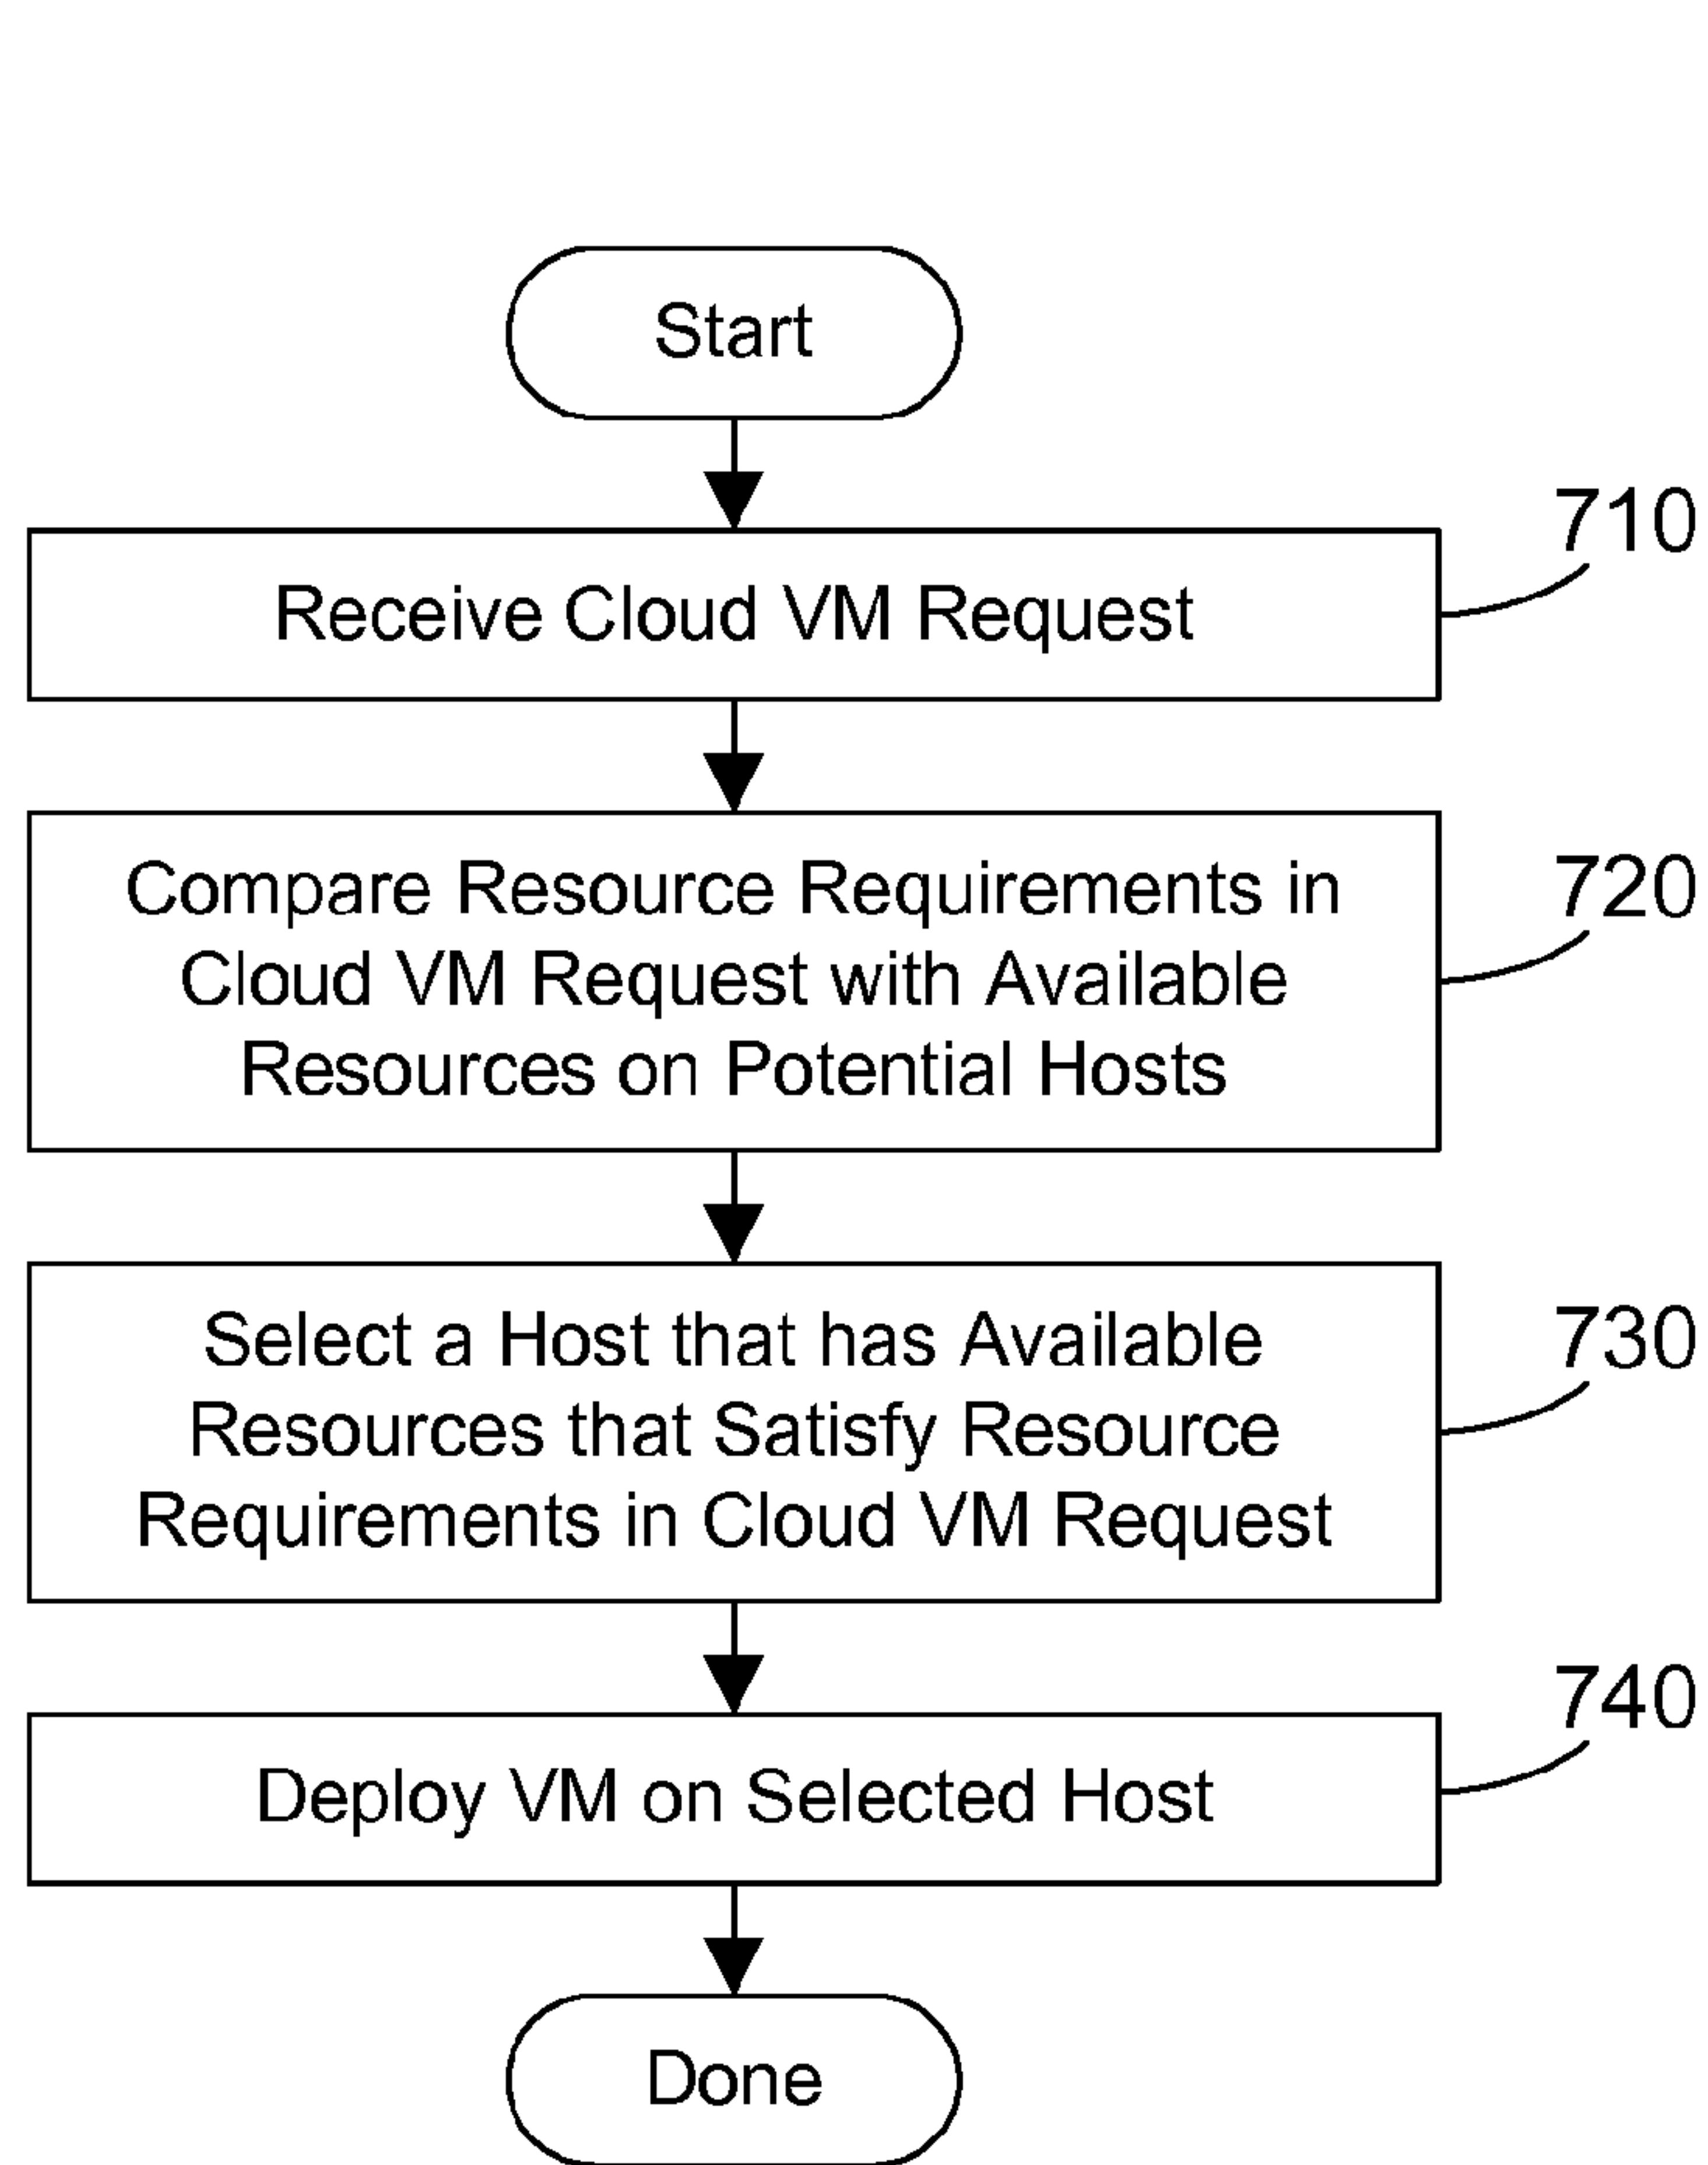 Start
710
Receive Cloud VM Request
720
Compare Resource Requirements in
Cloud VM Request with Available
Resources on Potential Hosts
730
Select a Host that has Available
Resources that Satisfy Resource
Requirements in Cloud VM Request
740
Deploy VM on Selected Host
Done